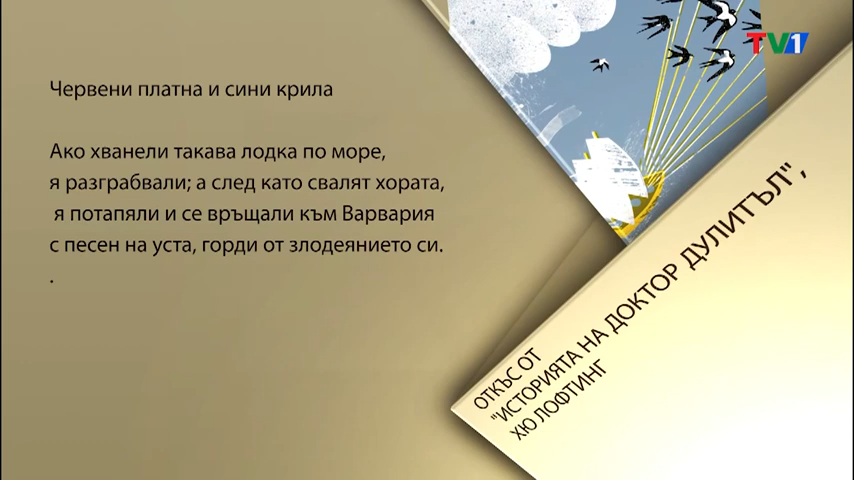 TV1
Червени платна и сини крила
Ако хванели такава лодка по море,
я разграбвали; а след като свалят хората,
я потапяли и се връщали към Варвария
с песен на уста, горди от злодеянието си.
.
ОТКЪС ОТ
"ИСТОРИЯТА НА ДОКТОР ДУЛИТЪЛ",
ХЮ ЛОФТИНГ